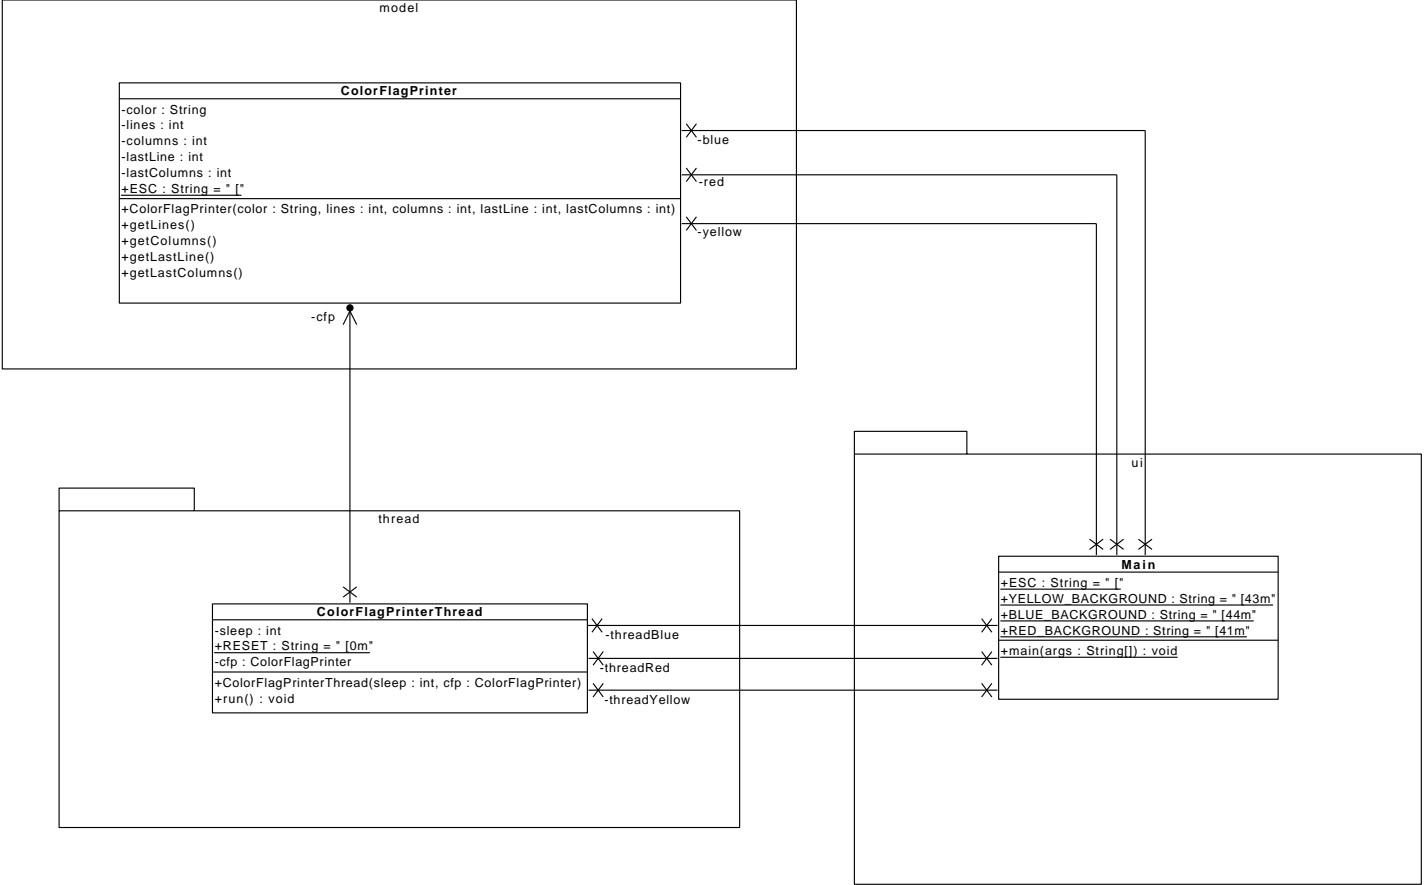 model
ColorFlagPrinter
-color : String
-lines : int
-columns : int
-lastLine : int
-lastColumns : int
+ESC : String = " ["
+ColorFlagPrinter(color : String, lines : int, columns : int, lastLine : int, lastColumns : int)
+getLines()
+getColumns()
+getLastLine()
+getLastColumns()
-blue
-red
-yellow
-cfp
thread
ColorFlagPrinterThread
-sleep : int
+RESET : String = " [0m"
-cfp : ColorFlagPrinter
+ColorFlagPrinterThread(sleep : int, cfp : ColorFlagPrinter)
+run() : void
-threadBlue
-threadRed
-threadYellow
ui
Main
+ESC : String = " ["
+YELLOW_BACKGROUND : String = " [43m"
+BLUE_BACKGROUND : String = " [44m"
+RED_BACKGROUND : String = " [41m"
+main(args : String[]) : void